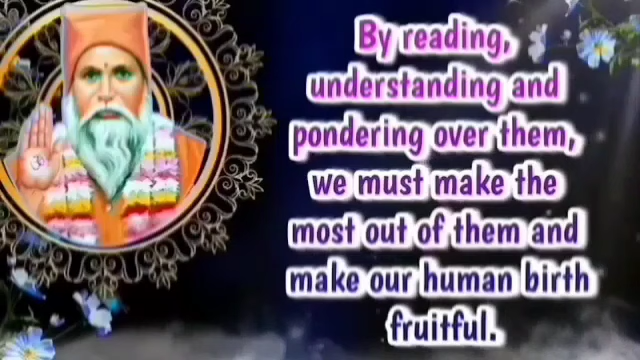 By reading,
understanding and
pondering over them,
we must make the
most out of them and
make our human birth
fruitful.